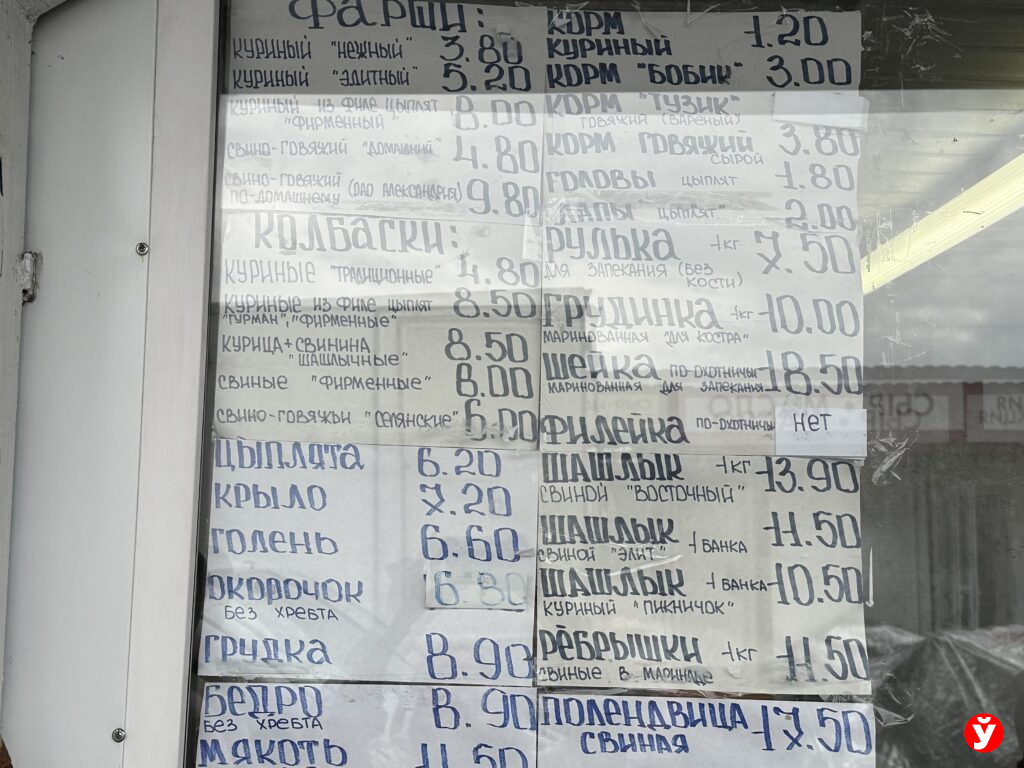 ФАРШИ:
КУРИНЫЙ "НЕЖНЫЙ" 3.80
КУРИНЫЙ "ЭЛИТНЫЙ" 5.20
КУРИНЫЙ ИЗ ФИЛЕ ЦЫПЛЯТ
"ФИРМЕННЫЙ" 8.00
СВИНО-ГОВЯЖИЙ "ДОМАШНИЙ" 4.80
СВИНО-ГОВЯЖИЙ (ОАО АЛЕКСАНДРИЯ)
ПО-ДОМАШНЕМУ 9.80
КОЛБАСКИ:
КУРИНЫЕ "ТРАДИЦИОННЫЕ" 4.80
КУРИНЫЕ ИЗ ФИЛЕ ЦЫПЛЯТ 8.50
"ГУРМАН", "ФИРМЕННЫЕ"
КУРИЦА+СВИНИНА 8.50
"ШАШЛЫЧНЫЕ"
СВИНЫЕ "ФИРМЕННЫЕ" 8.00
СВИНО-ГОВЯЖЬИ "СЕЛЯНСКИЕ" 6.00
ЦЫПЛЯТА 6.20
КРЫЛО 7.20
ГОЛЕНЬ 6.60
ОКОРОЧОК 6.80
БЕЗ ХРЕБТА
ГРУДКА 8.90
БЕДРО 8.90
БЕЗ ХРЕБТА
МЯКОТЬ 11.50
КОРМ
КУРИНЫЙ 1.20
КОРМ "БОБИК" 3.00
КОРМ "ТУЗИК"
ГОВЯЖИЙ (ВАРЕНЫЙ)
КОРМ ГОВЯЖИЙ 3.80
СЫРОЙ
ГОЛОВЫ ЦЫПЛЯТ 1.80
ЛАПЫ ЦЫПЛЯТ" 2.00
РУЛЬКА 1кг 7.50
ДЛЯ ЗАПЕКАНИЯ (БЕЗ
КОСТИ)
ГРУДИНКА 1кг 10.00
МАРИНОВАННАЯ "ДЛЯ КОСТРА"
ШЕЙКА ПО-ОХОТНИЧЬИ 18.50
МАРИНОВАННАЯ ДЛЯ ЗАПЕКАНИЯ
ФИЛЕЙКА ПО-ОХОТНИЧЬИ НЕТ
ШАШЛЫК 1кг 13.90
СВИНОЙ "ВОСТОЧНЫЙ"
ШАШЛЫК 1 БАНКА 11.50
СВИНОЙ "ЭЛИТ"
ШАШЛЫК 1 БАНКА 10.50
КУРИНЫЙ "ПИКНИЧОК"
РЁБРЫШКИ 1кг 11.50
СВИНЫЕ В МАРИНАДЕ
ПОЛЕНДВИЦА 17.50
СВИНАЯ
Ў